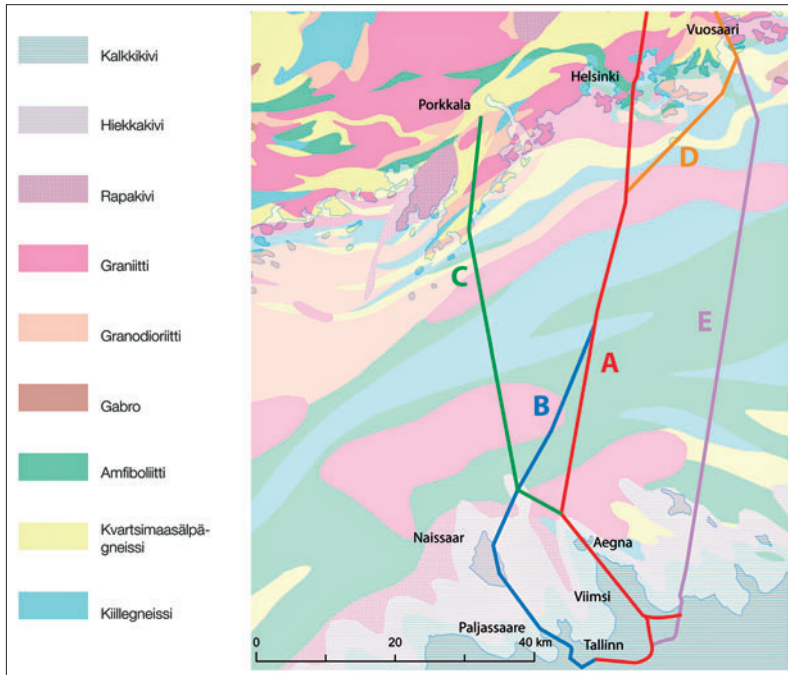 Kalkkikivi
Hiekkakivi
Rapakivi
Graniitti
Granodioriitti
Gabro
Amfiboliitti
Kvartsimaasälpä-
gneissi
Kiillegneissi
Vuosaari
Helsinki
Porkkala
D
C
E
A
B
Naissaar
Aegna
Viimsi
Paljassaare
Tallinn
0 20 40 km